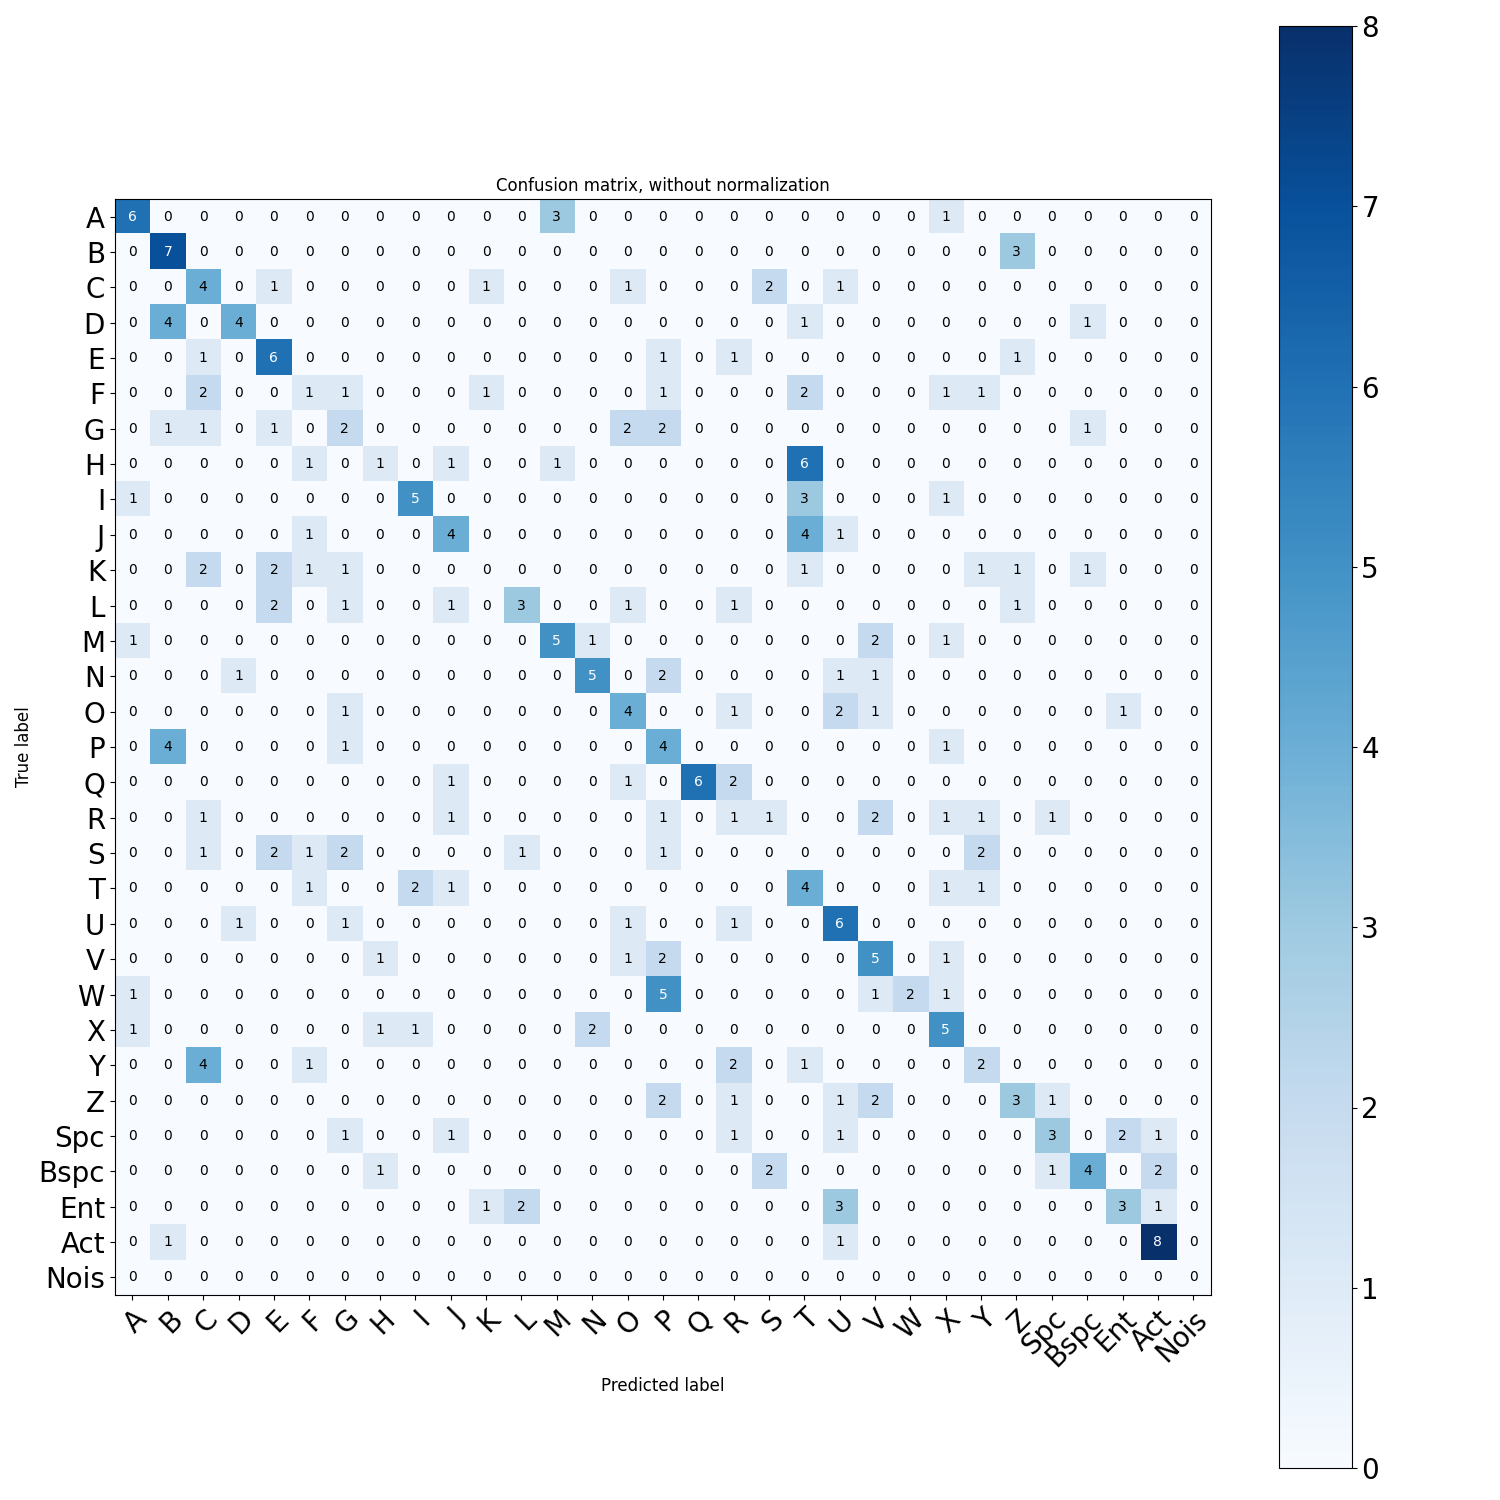 Confusion matrix, without normalization
True label
A 6 0 0 0 0 0 0 0 0 0 0 0 3 0 0 0 0 0 0 0 0 0 0 1 0 0 0 0 0 0 0
B 0 7 0 0 0 0 0 0 0 0 0 0 0 0 0 0 0 0 0 0 0 0 0 0 0 3 0 0 0 0 0
C 0 0 4 0 1 0 0 0 0 0 1 0 0 0 1 0 0 0 2 0 1 0 0 0 0 0 0 0 0 0 0
D 0 4 0 4 0 0 0 0 0 0 0 0 0 0 0 0 0 0 0 1 0 0 0 0 0 0 0 1 0 0 0
E 0 0 1 0 6 0 0 0 0 0 0 0 0 0 0 1 0 1 0 0 0 0 0 0 0 1 0 0 0 0 0
F 0 0 2 0 0 1 1 0 0 0 1 0 0 0 0 1 0 0 0 2 0 0 0 1 1 0 0 0 0 0 0
G 0 1 1 0 1 0 2 0 0 0 0 0 0 0 2 2 0 0 0 0 0 0 0 0 0 0 0 1 0 0 0
H 0 0 0 0 0 1 0 1 0 1 0 0 1 0 0 0 0 0 0 6 0 0 0 0 0 0 0 0 0 0 0
I 1 0 0 0 0 0 0 0 5 0 0 0 0 0 0 0 0 0 0 3 0 0 0 1 0 0 0 0 0 0 0
J 0 0 0 0 0 1 0 0 0 4 0 0 0 0 0 0 0 0 0 4 1 0 0 0 0 0 0 0 0 0 0
K 0 0 2 0 2 1 1 0 0 0 0 0 0 0 0 0 0 0 0 1 0 0 0 0 1 1 0 1 0 0 0
L 0 0 0 0 2 0 1 0 0 1 0 3 0 0 1 0 0 1 0 0 0 0 0 0 0 1 0 0 0 0 0
M 1 0 0 0 0 0 0 0 0 0 0 0 5 1 0 0 0 0 0 0 0 2 0 1 0 0 0 0 0 0 0
N 0 0 0 1 0 0 0 0 0 0 0 0 0 5 0 2 0 0 0 0 1 1 0 0 0 0 0 0 0 0 0
O 0 0 0 0 0 0 1 0 0 0 0 0 0 0 4 0 0 1 0 0 2 1 0 0 0 0 0 0 1 0 0
P 0 4 0 0 0 0 1 0 0 0 0 0 0 0 0 4 0 0 0 0 0 0 0 1 0 0 0 0 0 0 0
Q 0 0 0 0 0 0 0 0 0 1 0 0 0 0 1 0 6 2 0 0 0 0 0 0 0 0 0 0 0 0 0
R 0 0 1 0 0 0 0 0 0 1 0 0 0 0 0 1 0 1 1 0 0 2 0 1 1 0 1 0 0 0 0
S 0 0 1 0 2 1 2 0 0 0 0 1 0 0 0 1 0 0 0 0 0 0 0 0 2 0 0 0 0 0 0
T 0 0 0 0 0 1 0 0 2 1 0 0 0 0 0 0 0 0 0 4 0 0 0 1 1 0 0 0 0 0 0
U 0 0 0 1 0 0 1 0 0 0 0 0 0 0 1 0 0 1 0 0 6 0 0 0 0 0 0 0 0 0 0
V 0 0 0 0 0 0 0 1 0 0 0 0 0 0 1 2 0 0 0 0 0 5 0 1 0 0 0 0 0 0 0
W 1 0 0 0 0 0 0 0 0 0 0 0 0 0 0 5 0 0 0 0 0 1 2 1 0 0 0 0 0 0 0
X 1 0 0 0 0 0 0 1 1 0 0 0 0 2 0 0 0 0 0 0 0 0 0 5 0 0 0 0 0 0 0
Y 0 0 4 0 0 1 0 0 0 0 0 0 0 0 0 0 0 2 0 1 0 0 0 0 2 0 0 0 0 0 0
Z 0 0 0 0 0 0 0 0 0 0 0 0 0 0 0 2 0 1 0 0 1 2 0 0 0 3 1 0 0 0 0
Spc 0 0 0 0 0 0 1 0 0 1 0 0 0 0 0 0 0 1 0 0 1 0 0 0 0 0 3 0 2 1 0
Bspc 0 0 0 0 0 0 0 1 0 0 0 0 0 0 0 0 0 0 2 0 0 0 0 0 0 0 1 4 0 2 0
Ent 0 0 0 0 0 0 0 0 0 0 1 2 0 0 0 0 0 0 0 0 3 0 0 0 0 0 0 0 3 1 0
Act 0 1 0 0 0 0 0 0 0 0 0 0 0 0 0 0 0 0 0 0 1 0 0 0 0 0 0 0 0 8 0
Nois 0 0 0 0 0 0 0 0 0 0 0 0 0 0 0 0 0 0 0 0 0 0 0 0 0 0 0 0 0 0 0
A B C D E F G H I J K L M N O P Q R S T U V W X Y Z Spc Bspc Ent Act Nois
Predicted label
8
7
6
5
4
3
2
1
0